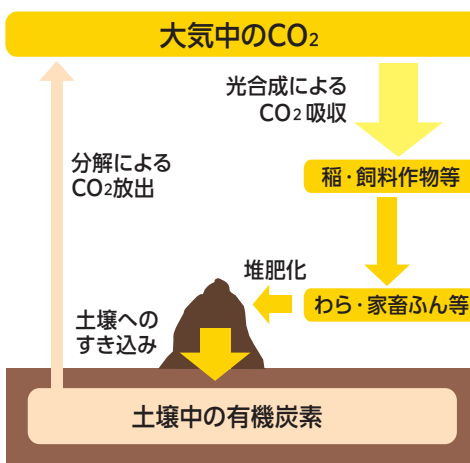 大気中のCO2
光合成による
CO2吸収
分解による
CO2放出
稲・飼料作物等
堆肥化
わら・家畜ふん等
土壌への
すき込み
土壌中の有機炭素